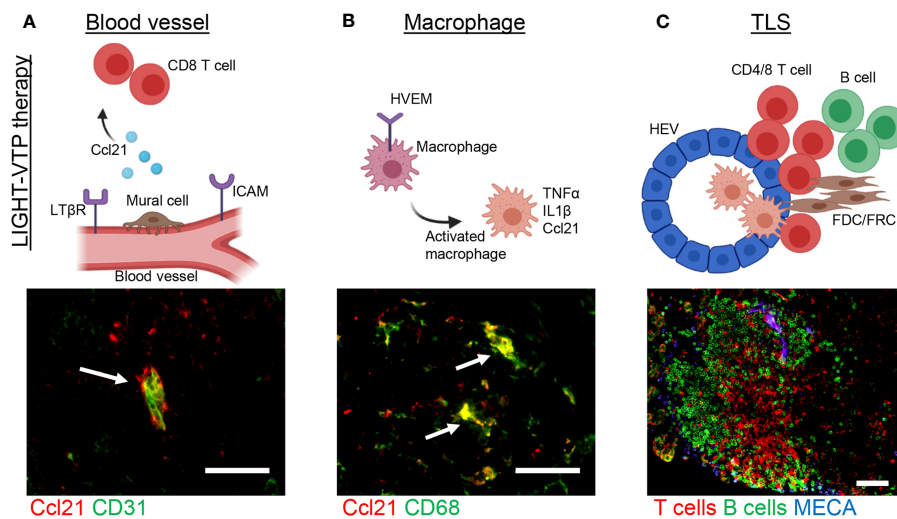 A
Blood vessel
B
Macrophage
C
TLS
LIGHT-VTP therapy
CD8 T cell
Ccl21
LTβR
Mural cell
ICAM
Blood vessel
HVEM
Macrophage
Activated
macrophage
TNFα
IL1β
Ccl21
CD4/8 T cell
B cell
HEV
FDC/FRC
Ccl21 CD31
Ccl21 CD68
T cells B cells MECA